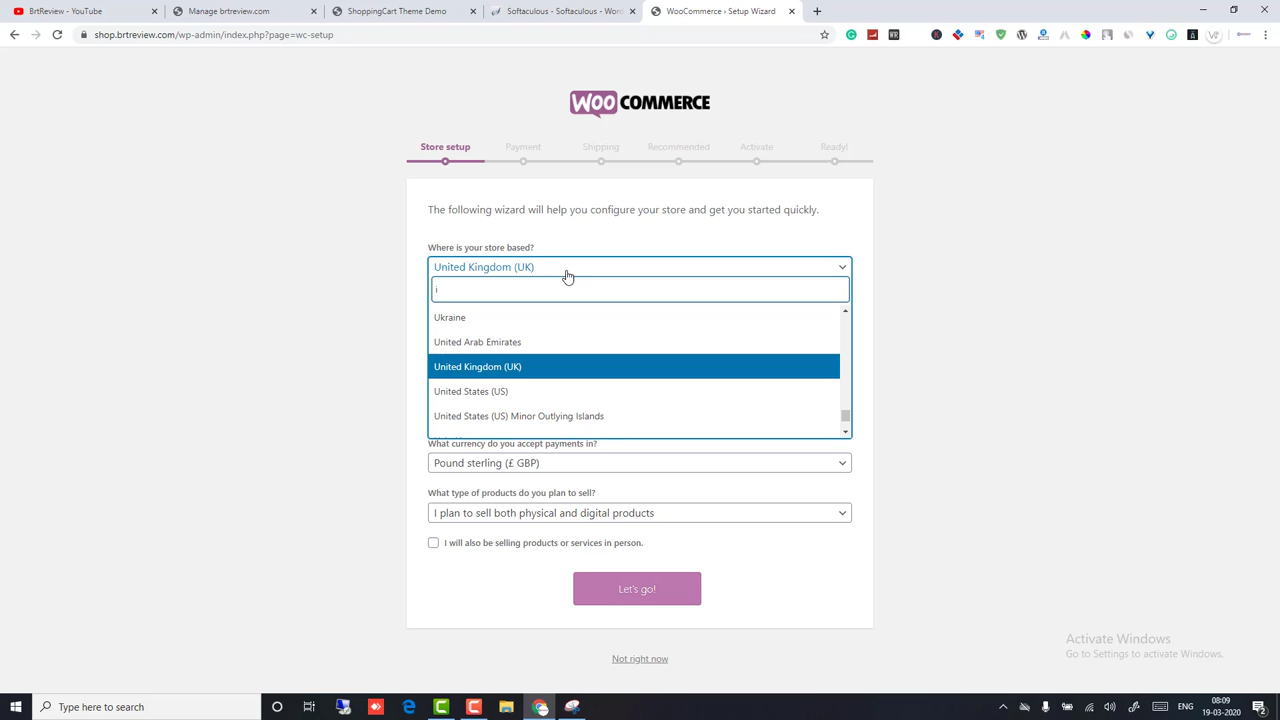 BrtReview - YouTube
Manage brtreview.com
ShoppingCart Theme Demo
Softaculous - Softaculous -
WooCommerce › Setup Wizard
shop.brtreview.com/wp-admin/index.php?page=wc-setup
WOOCOMMERCE
Store setup
Payment
Shipping
Recommended
Activate
Ready!
The following wizard will help you configure your store and get you started quickly.
Where is your store based?
United Kingdom (UK)
i
Ukraine
United Arab Emirates
United Kingdom (UK)
United States (US)
United States (US) Minor Outlying Islands
What currency do you accept payments in?
Pound sterling (£ GBP)
What type of products do you plan to sell?
I plan to sell both physical and digital products
I will also be selling products or services in person.
Let's go!
Not right now
Activate Windows
Go to Settings to activate Windows.
Type here to search
08:09
19-03-2020